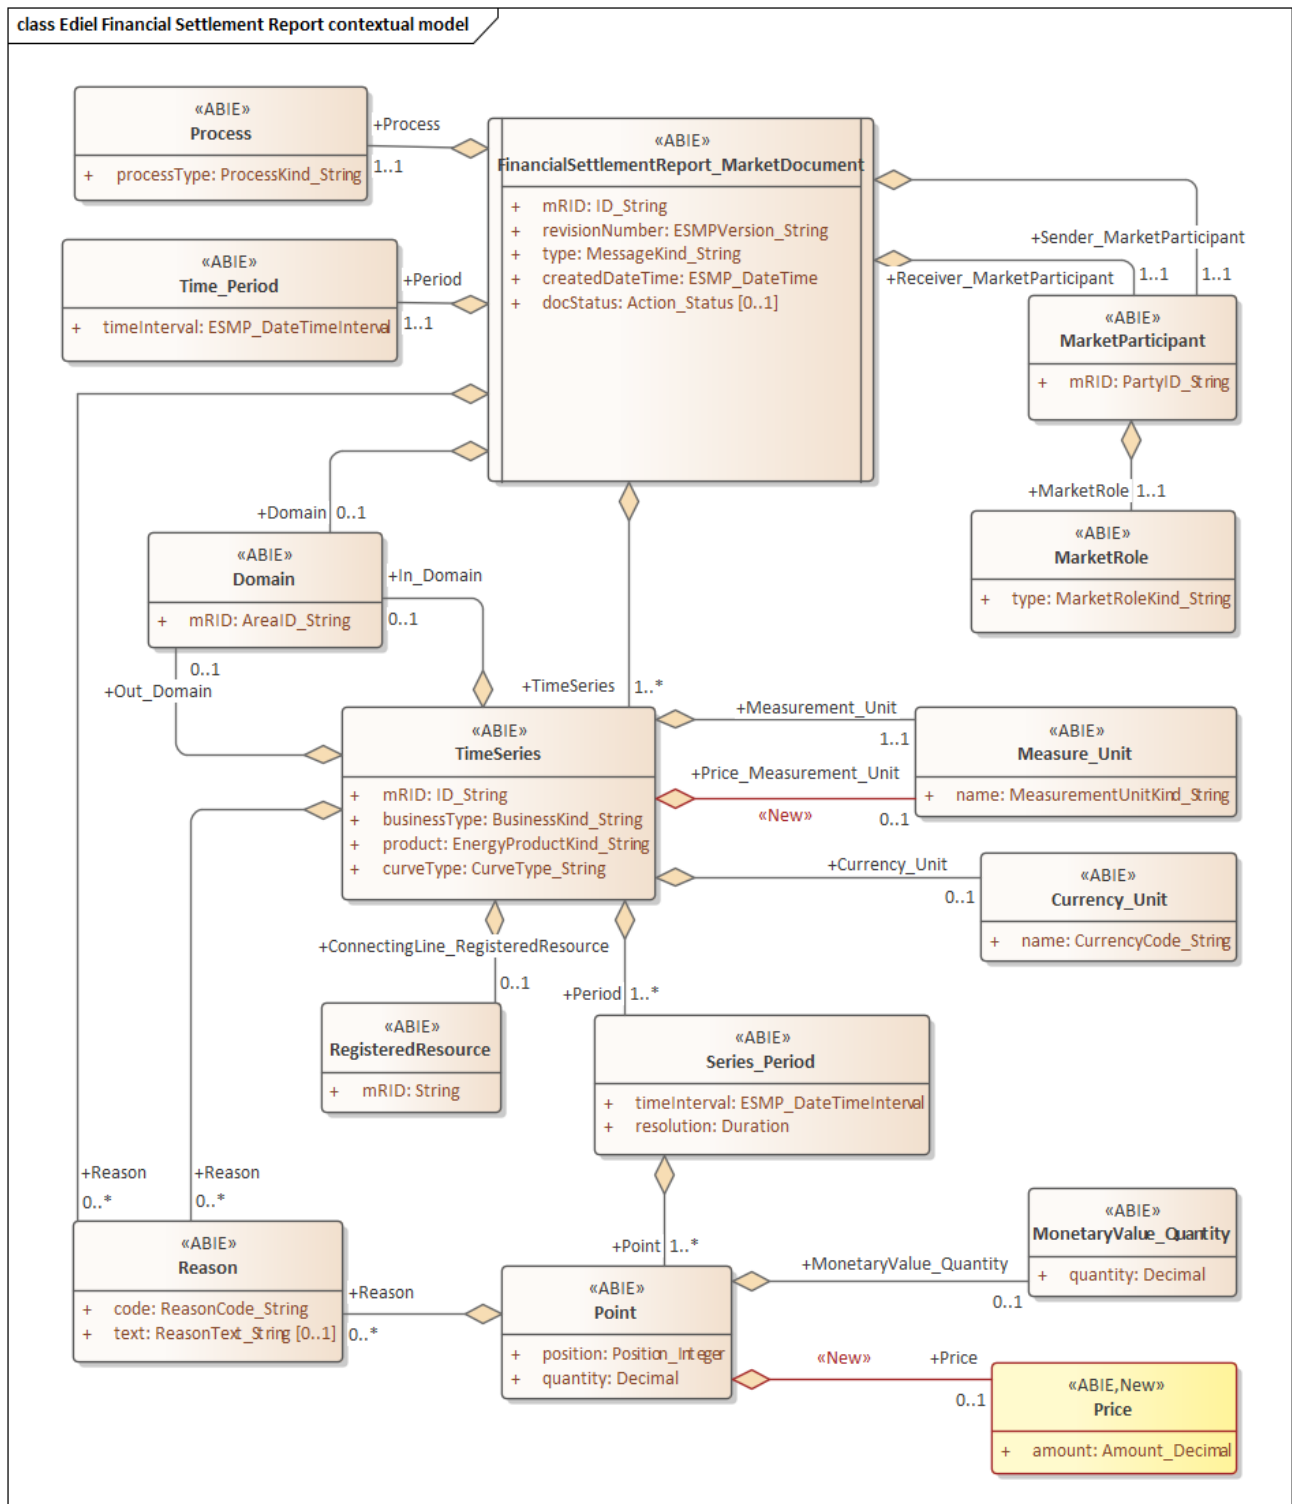 class Ediel Financial Settlement Report contextual model
«ABIE»
Process
+ processType: ProcessKind_String
+Process
1..1
«ABIE»
FinancialSettlementReport_MarketDocument
+ mRID: ID_String
+ revisionNumber: ESMPVersion_String
+ type: MessageKind_String
+ createdDateTime: ESMP_DateTime
+ docStatus: Action_Status [0..1]
«ABIE»
Time_Period
+ timeInterval: ESMP_DateTimeInterval
+Period
1..1
+Sender_MarketParticipant
1..1
+Receiver_MarketParticipant
1..1
«ABIE»
MarketParticipant
+ mRID: PartyID_String
+MarketRole 1..1
«ABIE»
MarketRole
+ type: MarketRoleKind_String
+Domain 0..1
«ABIE»
Domain
+ mRID: AreaID_String
+In_Domain
0..1
0..1
+Out_Domain
+TimeSeries 1..*
«ABIE»
TimeSeries
+ mRID: ID_String
+ businessType: BusinessKind_String
+ product: EnergyProductKind_String
+ curveType: CurveType_String
+Measurement_Unit
1..1
+Price_Measurement_Unit
«New»
0..1
«ABIE»
Measure_Unit
+ name: MeasurementUnitKind_String
+Currency_Unit
0..1
«ABIE»
Currency_Unit
+ name: CurrencyCode_String
+ConnectingLine_RegisteredResource
0..1
«ABIE»
RegisteredResource
+ mRID: String
+Period 1..*
«ABIE»
Series_Period
+ timeInterval: ESMP_DateTimeInterval
+ resolution: Duration
+Reason
0..*
+Reason
0..*
«ABIE»
Reason
+ code: ReasonCode_String
+ text: ReasonText_String [0..1]
+Reason
0..*
+Point 1..*
«ABIE»
Point
+ position: Position_Integer
+ quantity: Decimal
+MonetaryValue_Quantity
0..1
«ABIE»
MonetaryValue_Quantity
+ quantity: Decimal
«New»
+Price
0..1
«ABIE,New»
Price
+ amount: Amount_Decimal